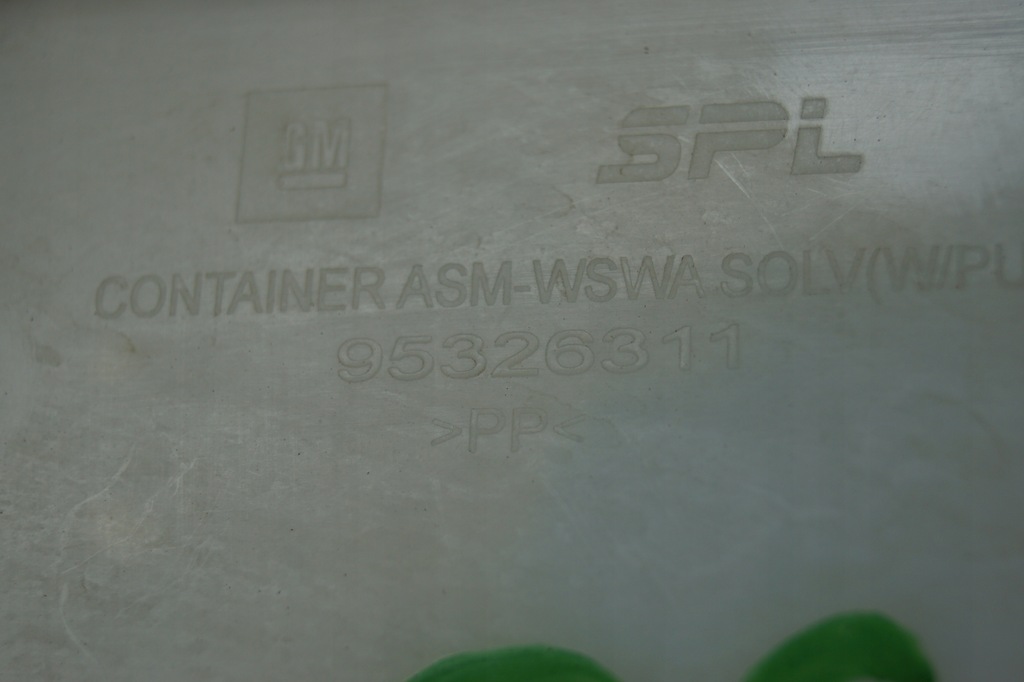 GM SPL
CONTAINER ASM-WSWA.SOLV(W/PU
95326311
>PP<